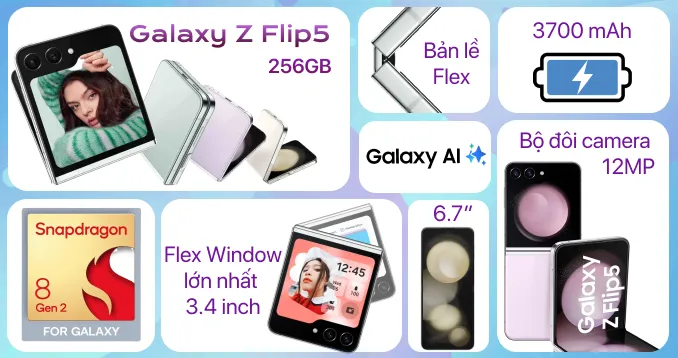 Galaxy Z Flip5
256GB
Bản lề
Flex
3700 mAh
Galaxy AI
Bộ đôi camera
12MP
Snapdragon
8
Gen 2
FOR GALAXY
Flex Window
lớn nhất
3.4 inch
12:45
6.7”
Galaxy
Z Flip5